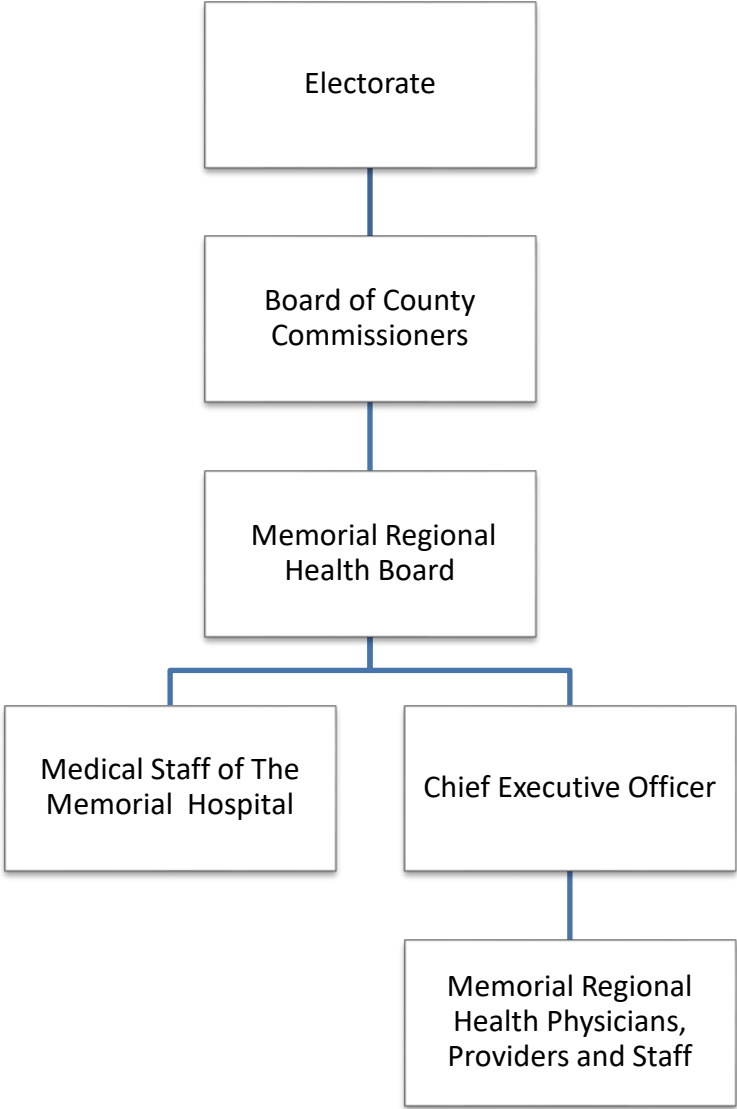 Electorate
Board of County
Commissioners
Memorial Regional
Health Board
Medical Staff of The
Memorial  Hospital
Chief Executive Officer
Memorial Regional
Health Physicians,
Providers and Staff